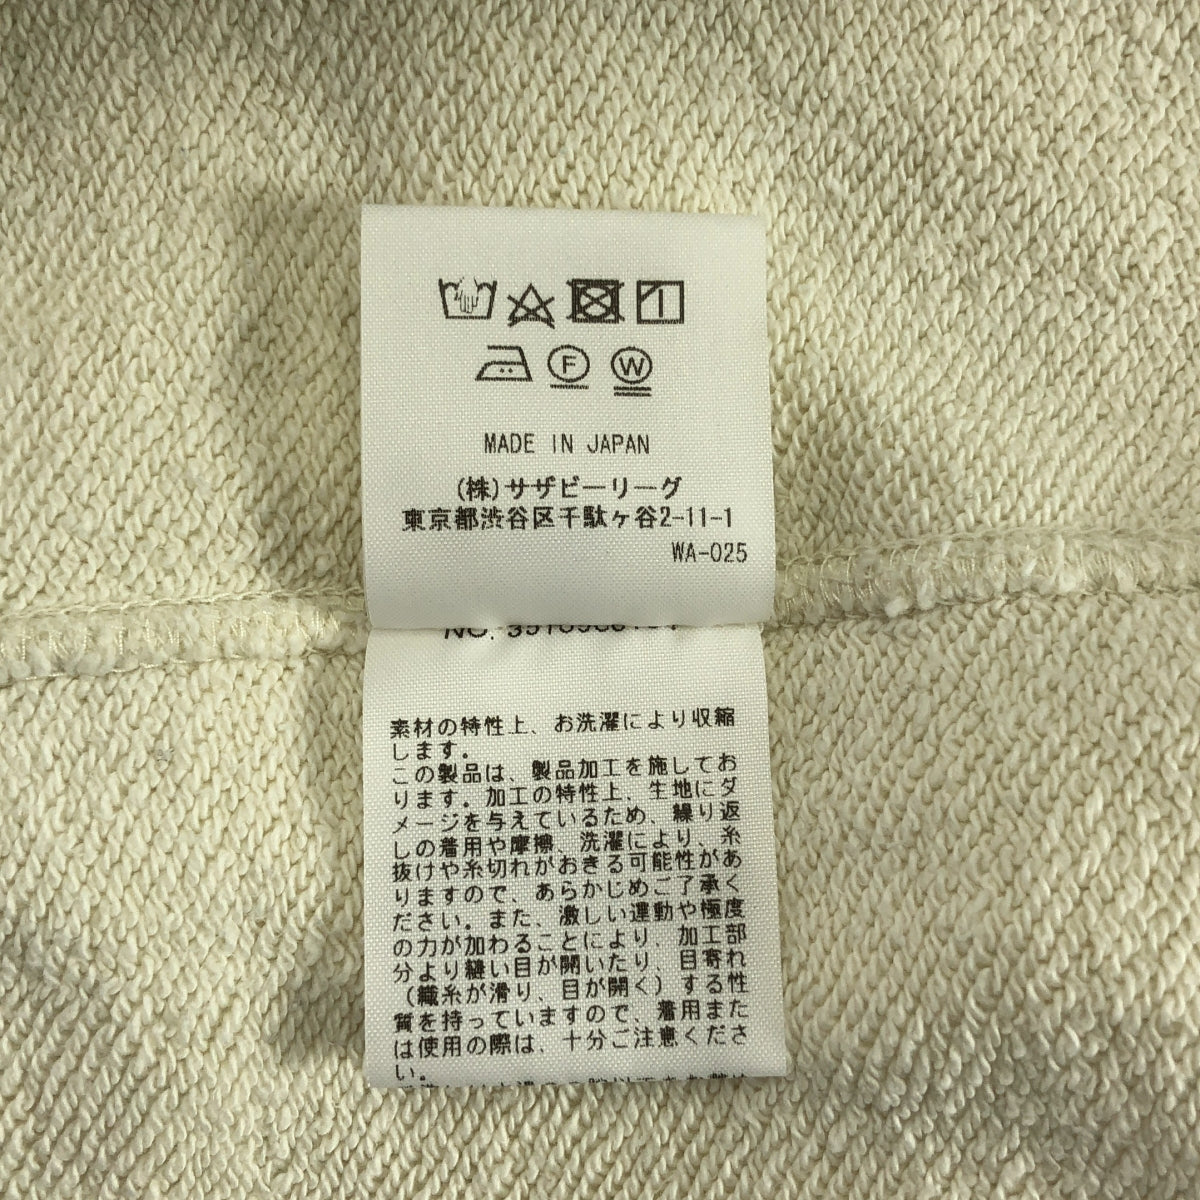 F W
MADE IN JAPAN
(株)サザビーリーグ
東京都渋谷区千駄ヶ谷2-11-1
WA-025
NO.
素材の特性上、お洗濯により収縮
します。
この製品は、製品加工を施してお
ります。加工の特性上、生地にダ
メージを与えているため、繰り返
しの着用や摩擦、洗濯により、糸
抜けや糸切れがおきる可能性があ
りますので、あらかじめご了承く
ださい。また、激しい運動や極度
の力が加わることにより、加工部
分より縫い目が開いたり、目寄れ
(織糸が滑り、目が開く)する性
質を持っていますので、着用また
は使用の際は、十分ご注意くださ
い。